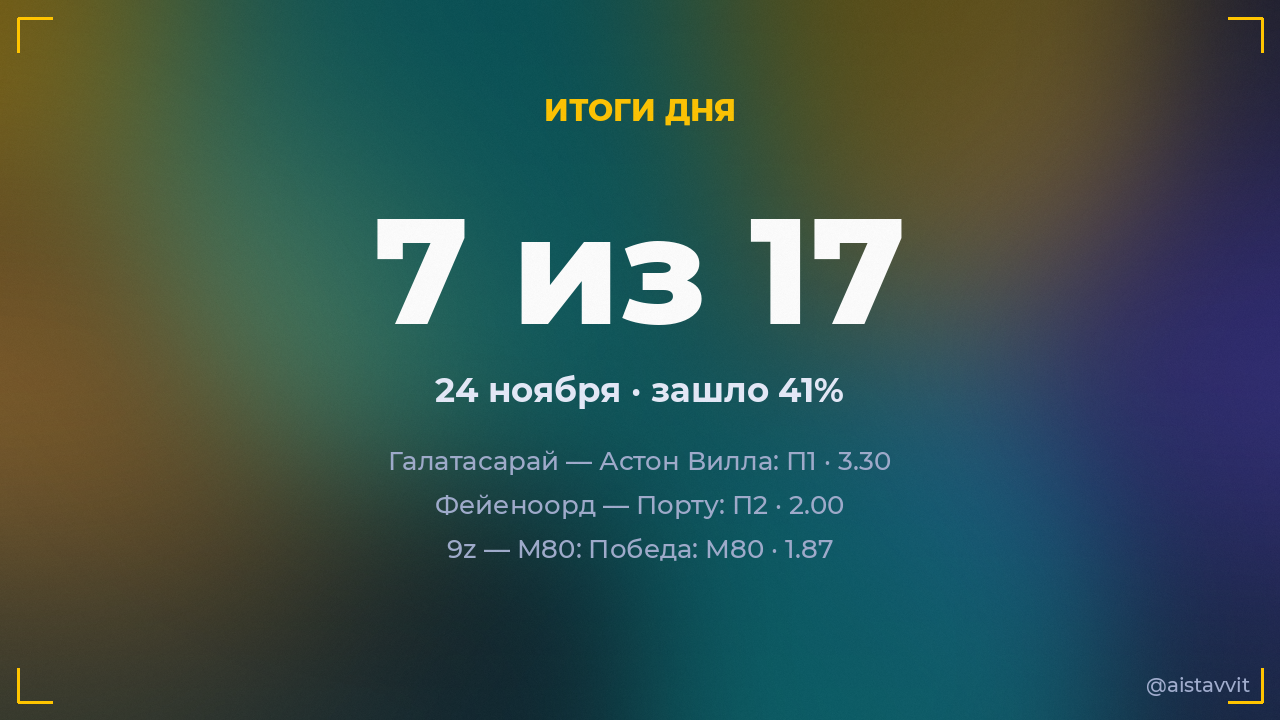 ИТОГИ ДНЯ
7 из 17
24 ноября · зашло 41%
Галатасарай — Астон Вилла: П1 · 3.30
Фейеноорд — Порту: П2 · 2.00
9z — M80: Победа: M80 · 1.87
@aistavvit